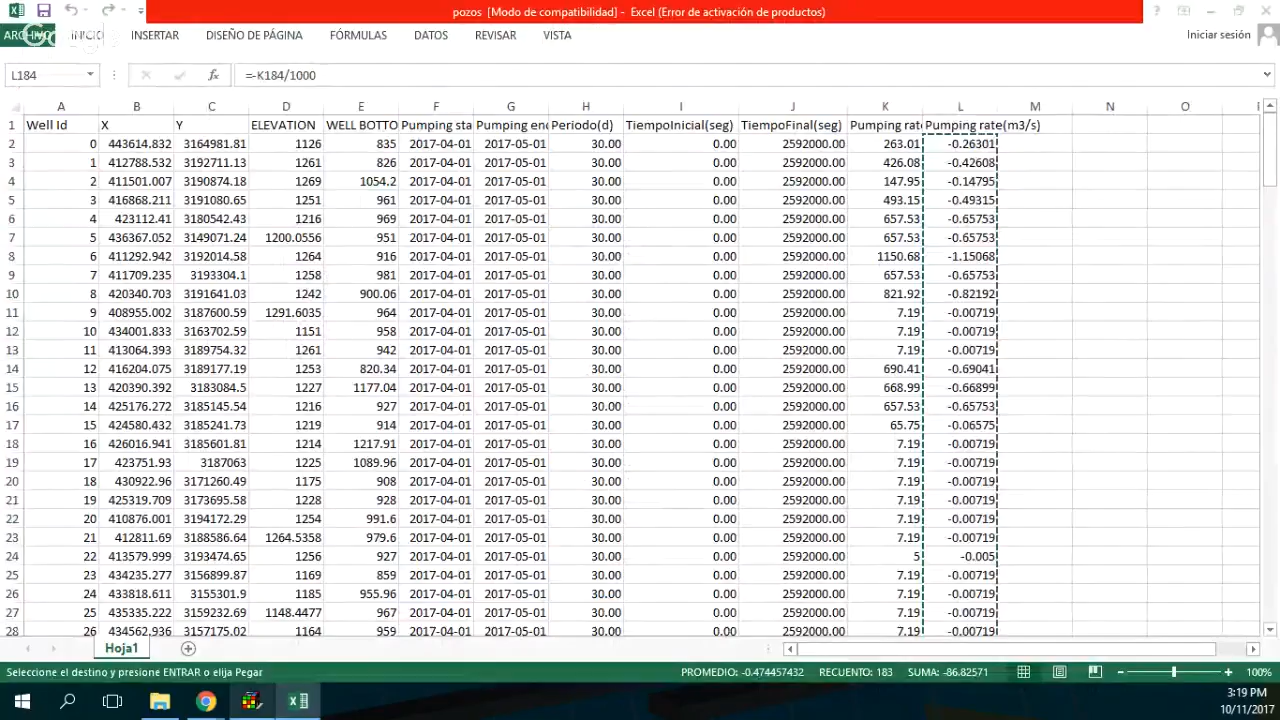 pozos [Modo de compatibilidad] - Excel (Error de activación de productos)
INICIO INSERTAR DISEÑO DE PÁGINA FÓRMULAS DATOS REVISAR VISTA Iniciar sesión
L184 fx =-K184/1000
A B C D E F G H I J K L M N O
1 Well Id X Y ELEVATION WELL BOTTO Pumping sta Pumping end Periodo(d) TiempoInicial(seg) TiempoFinal(seg) Pumping rate Pumping rate(m3/s)
2 0 443614.832 3164981.81 1126 835 2017-04-01 2017-05-01 30.00 0.00 2592000.00 263.01 -0.26301
3 1 412788.532 3192711.13 1261 826 2017-04-01 2017-05-01 30.00 0.00 2592000.00 426.08 -0.42608
4 2 411501.007 3190874.18 1269 1054.2 2017-04-01 2017-05-01 30.00 0.00 2592000.00 147.95 -0.14795
5 3 416868.211 3191080.65 1251 961 2017-04-01 2017-05-01 30.00 0.00 2592000.00 493.15 -0.49315
6 4 423112.41 3180542.43 1216 969 2017-04-01 2017-05-01 30.00 0.00 2592000.00 657.53 -0.65753
7 5 436367.052 3149071.24 1200.0556 951 2017-04-01 2017-05-01 30.00 0.00 2592000.00 657.53 -0.65753
8 6 411292.942 3192014.58 1264 916 2017-04-01 2017-05-01 30.00 0.00 2592000.00 1150.68 -1.15068
9 7 411709.235 3193304.1 1258 981 2017-04-01 2017-05-01 30.00 0.00 2592000.00 657.53 -0.65753
10 8 420340.703 3191641.03 1242 900.06 2017-04-01 2017-05-01 30.00 0.00 2592000.00 821.92 -0.82192
11 9 408955.002 3187600.59 1291.6035 964 2017-04-01 2017-05-01 30.00 0.00 2592000.00 7.19 -0.00719
12 10 434001.833 3163702.59 1151 958 2017-04-01 2017-05-01 30.00 0.00 2592000.00 7.19 -0.00719
13 11 413064.393 3189754.32 1261 942 2017-04-01 2017-05-01 30.00 0.00 2592000.00 7.19 -0.00719
14 12 416204.075 3189177.19 1253 820.34 2017-04-01 2017-05-01 30.00 0.00 2592000.00 690.41 -0.69041
15 13 420390.392 3183084.5 1227 1177.04 2017-04-01 2017-05-01 30.00 0.00 2592000.00 668.99 -0.66899
16 14 425176.272 3185145.54 1216 927 2017-04-01 2017-05-01 30.00 0.00 2592000.00 657.53 -0.65753
17 15 424580.432 3185241.73 1219 914 2017-04-01 2017-05-01 30.00 0.00 2592000.00 65.75 -0.06575
18 16 426016.941 3185601.81 1214 1217.91 2017-04-01 2017-05-01 30.00 0.00 2592000.00 7.19 -0.00719
19 17 423751.93 3187063 1225 1089.96 2017-04-01 2017-05-01 30.00 0.00 2592000.00 7.19 -0.00719
20 18 430922.96 3171260.49 1175 908 2017-04-01 2017-05-01 30.00 0.00 2592000.00 7.19 -0.00719
21 19 425319.709 3173695.58 1228 928 2017-04-01 2017-05-01 30.00 0.00 2592000.00 7.19 -0.00719
22 20 410876.001 3194172.29 1254 991.6 2017-04-01 2017-05-01 30.00 0.00 2592000.00 7.19 -0.00719
23 21 412811.69 3188586.64 1264.5358 979.6 2017-04-01 2017-05-01 30.00 0.00 2592000.00 7.19 -0.00719
24 22 413579.999 3193474.65 1256 927 2017-04-01 2017-05-01 30.00 0.00 2592000.00 5 -0.005
25 23 434235.277 3156899.87 1169 859 2017-04-01 2017-05-01 30.00 0.00 2592000.00 7.19 -0.00719
26 24 433818.611 3155301.9 1185 955.96 2017-04-01 2017-05-01 30.00 0.00 2592000.00 7.19 -0.00719
27 25 435335.222 3159232.69 1148.4477 967 2017-04-01 2017-05-01 30.00 0.00 2592000.00 7.19 -0.00719
28 26 434562.936 3157175.02 1164 959 2017-04-01 2017-05-01 30.00 0.00 2592000.00 7.19 -0.00719
Hoja1
Seleccione el destino y presione ENTRAR o elija Pegar PROMEDIO: -0.474457432 RECUENTO: 183 SUMA: -86.82571 100%
3:19 PM
10/11/2017